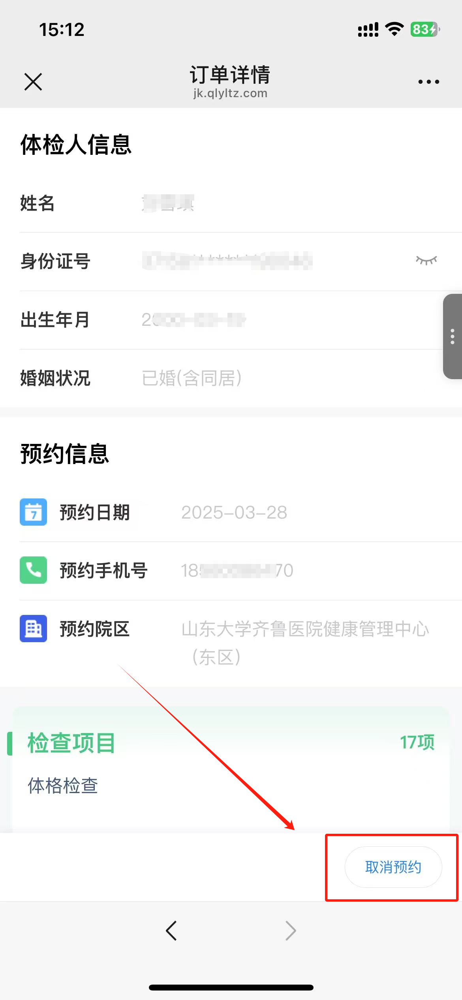 15:12
83
订单详情
jk.qlyltz.com
体检人信息
姓名
身份证号
出生年月
婚姻状况 已婚(含同居)
预约信息
7
预约日期 2025-03-28
预约手机号 18 70
预约院区 山东大学齐鲁医院健康管理中心
（东区）
检查项目 17项
体格检查
取消预约